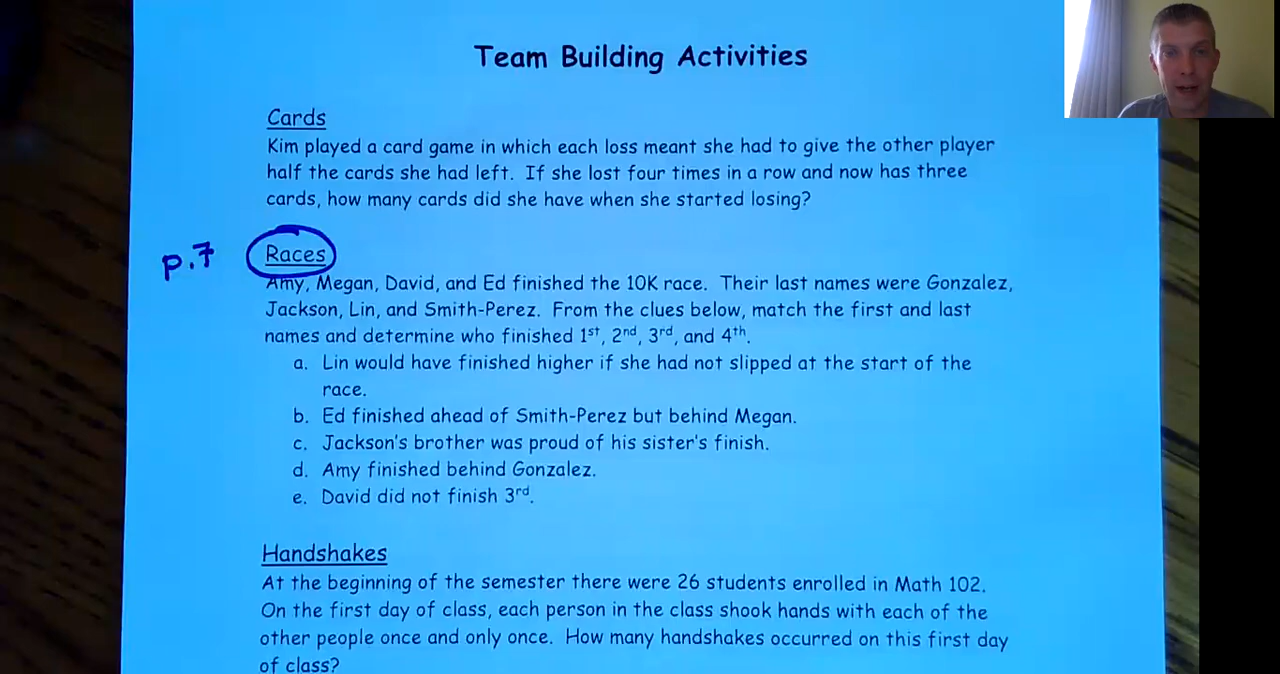 Team Building Activities
Cards
Kim played a card game in which each loss meant she had to give the other player
half the cards she had left. If she lost four times in a row and now has three
cards, how many cards did she have when she started losing?
p.7
Races
Amy, Megan, David, and Ed finished the 10K race. Their last names were Gonzalez,
Jackson, Lin, and Smith-Perez. From the clues below, match the first and last
names and determine who finished 1st, 2nd, 3rd, and 4th.
a. Lin would have finished higher if she had not slipped at the start of the
race.
b. Ed finished ahead of Smith-Perez but behind Megan.
c. Jackson's brother was proud of his sister's finish.
d. Amy finished behind Gonzalez.
e. David did not finish 3rd.
Handshakes
At the beginning of the semester there were 26 students enrolled in Math 102.
On the first day of class, each person in the class shook hands with each of the
other people once and only once. How many handshakes occurred on this first day
of class?